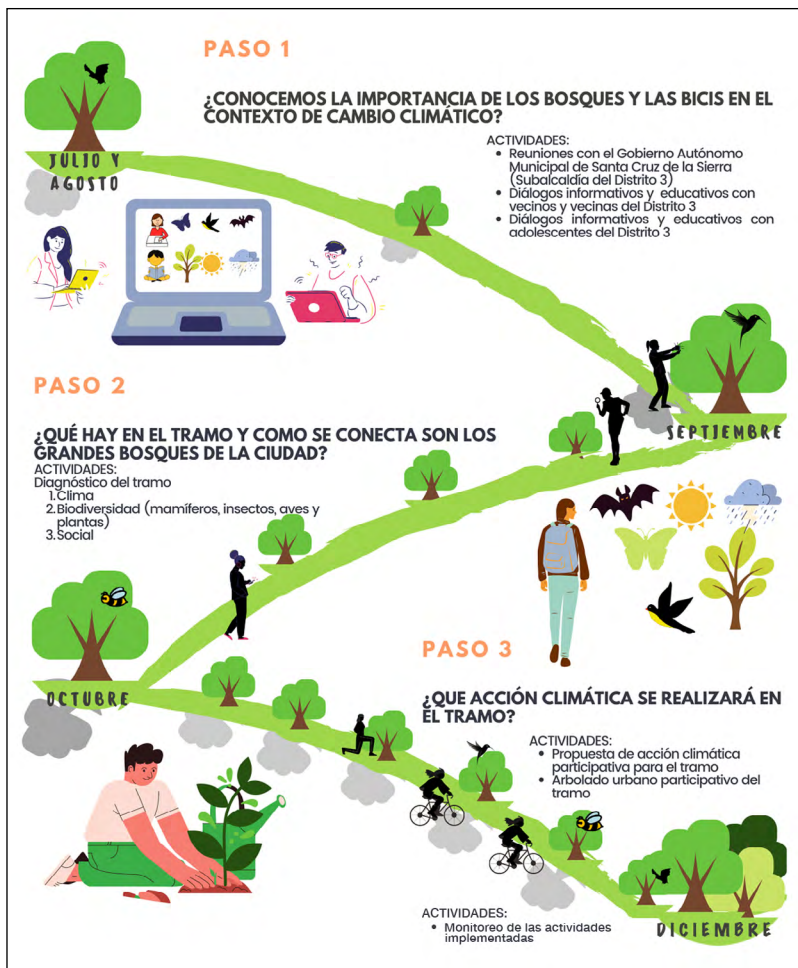 PASO 1
¿CONOCEMOS LA IMPORTANCIA DE LOS BOSQUES Y LAS BICIS EN EL
CONTEXTO DE CAMBIO CLIMÁTICO?
JULIO Y
AGOSTO
ACTIVIDADES:
• Reuniones con el Gobierno Autónomo
Municipal de Santa Cruz de la Sierra
(Subalcaldía del Distrito 3)
• Diálogos informativos y educativos con
vecinos y vecinas del Distrito 3
• Diálogos informativos y educativos con
adolescentes del Distrito 3
SEPTIEMBRE
PASO 2
¿QUÉ HAY EN EL TRAMO Y COMO SE CONECTA SON LOS
GRANDES BOSQUES DE LA CIUDAD?
ACTIVIDADES:
Diagnóstico del tramo
1. Clima
2. Biodiversidad (mamíferos, insectos, aves y
plantas)
3. Social
OCTUBRE
PASO 3
¿QUE ACCIÓN CLIMÁTICA SE REALIZARÁ EN
EL TRAMO?
ACTIVIDADES:
• Propuesta de acción climática
participativa para el tramo
• Arbolado urbano participativo del
tramo
ACTIVIDADES:
• Monitoreo de las actividades
implementadas
DICIEMBRE